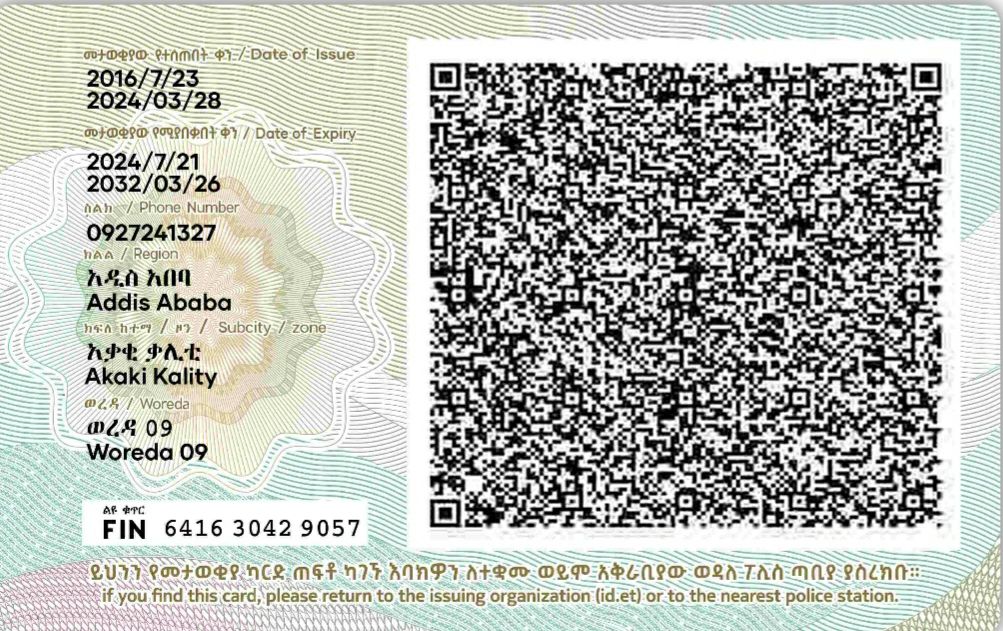 መታወቂያው የተሰጠበት ቀን / Date of Issue
2016/7/23
2024/03/28
መታወቂያው የሚያበቃበት ቀን / Date of Expiry
2024/7/21
2032/03/26
ስልክ / Phone Number
0927241327
ክልል / Region
አዲስ አበባ
Addis Ababa
ክፍለ ከተማ / ዞን / Subcity / zone
አቃቂ ቃሊቲ
Akaki Kality
ወረዳ / Woreda
ወረዳ 09
Woreda 09
ልዩ ቁጥር
FIN 6416 3042 9057
ይህንን የመታወቂያ ካርድ ጠፍቶ ካገኙ እባክዎን ለተቋሙ ወይም አቅራቢያው ወዳለ ፖሊስ ጣቢያ ያስረክቡ።
if you find this card, please return to the issuing organization (id.et) or to the nearest police station.